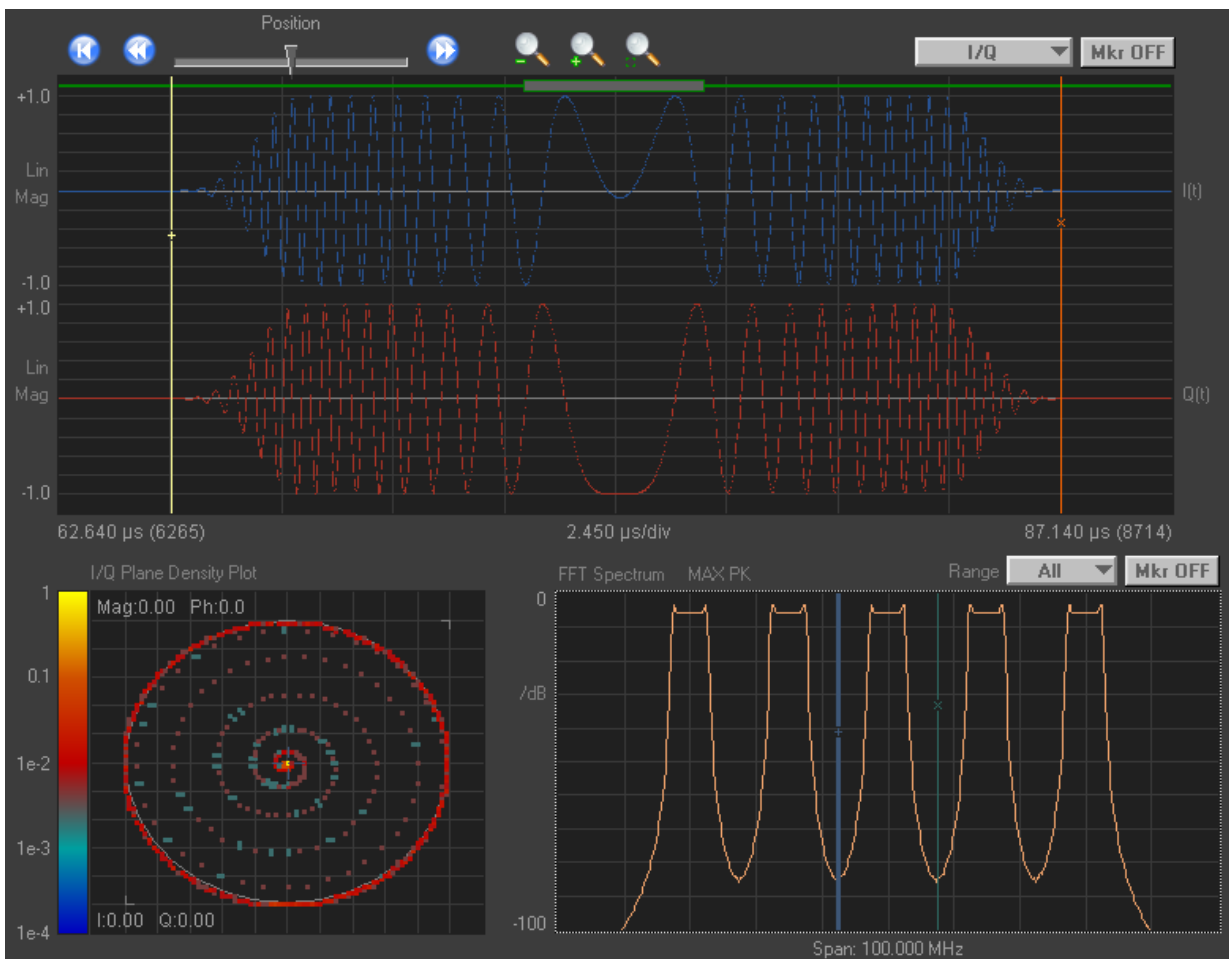 Position
I/Q
Mkr OFF
+1.0
Lin
Mag
I(t)
-1.0
+1.0
Lin
Mag
Q(t)
-1.0
62.640 µs (6265)
2.450 µs/div
87.140 µs (8714)
I/Q Plane Density Plot
FFT Spectrum MAX PK
Range
All
Mkr OFF
1
Mag:0.00 Ph:0.0
0
0.1
/dB
1e-2
1e-3
I:0.00 Q:0.00
-100
1e-4
Span: 100.000 MHz